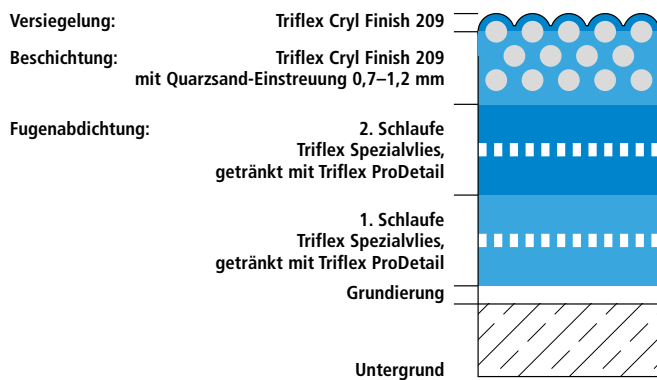 Versiegelung: Triflex Cryl Finish 209
Beschichtung: Triflex Cryl Finish 209
mit Quarzsand-Einstreuung 0,7–1,2 mm
Fugenabdichtung: 2. Schlaufe
Triflex Spezialvlies,
getränkt mit Triflex ProDetail
1. Schlaufe
Triflex Spezialvlies,
getränkt mit Triflex ProDetail
Grundierung
Untergrund